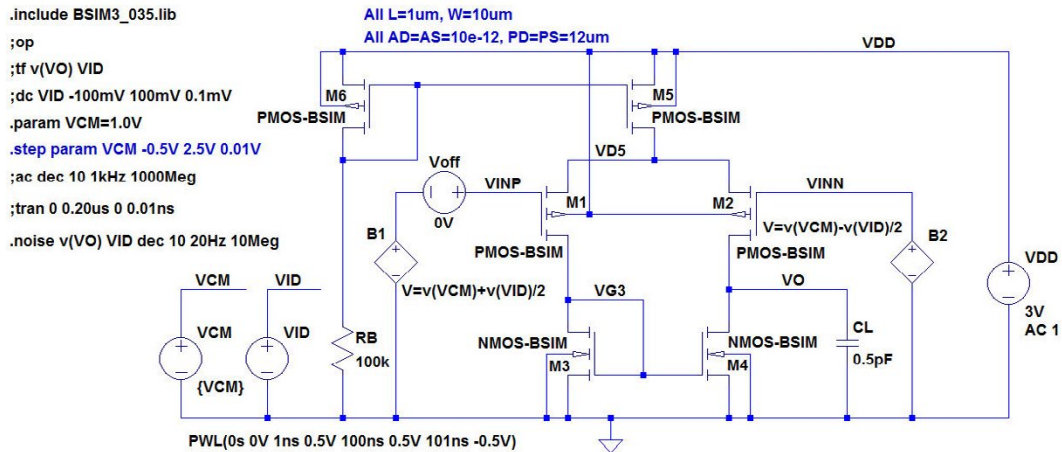 .include BSIM3_035.lib
;op
;tf v(VO) VID
;dc VID -100mV 100mV 0.1mV
.param VCM=1.0V
.step param VCM -0.5V 2.5V 0.01V
;ac dec 10 1kHz 1000Meg
;tran 0 0.20us 0 0.01ns
.noise v(VO) VID dec 10 20Hz 10Meg
All L=1um, W=10um
All AD=AS=10e-12, PD=PS=12um
VDD
M6
PMOS-BSIM
M5
PMOS-BSIM
VD5
Voff
0V
VINP
M1
PMOS-BSIM
M2
PMOS-BSIM
VINN
V=v(VCM)-v(VID)/2
B2
B1
V=v(VCM)+v(VID)/2
VDD
3V
AC 1
VCM
VID
VCM
{VCM}
VID
RB
100k
VG3
VO
NMOS-BSIM
M3
NMOS-BSIM
M4
CL
0.5pF
PWL(0s 0V 1ns 0.5V 100ns 0.5V 101ns -0.5V)